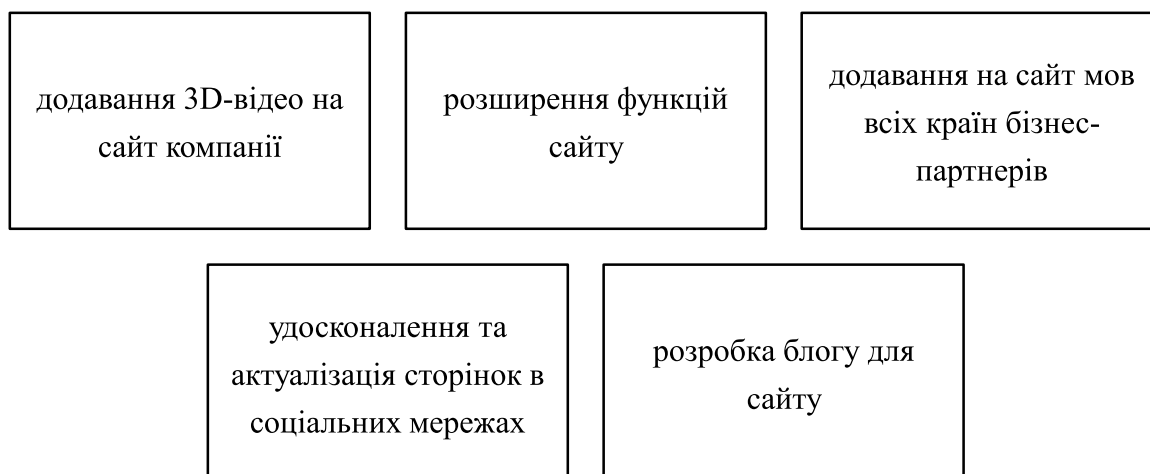 додавання 3D-відео на
сайт компанії
розширення функцій
сайту
додавання на сайт мов
всіх країн бізнес-
партнерів
удосконалення та
актуалізація сторінок в
соціальних мережах
розробка блогу для
сайту